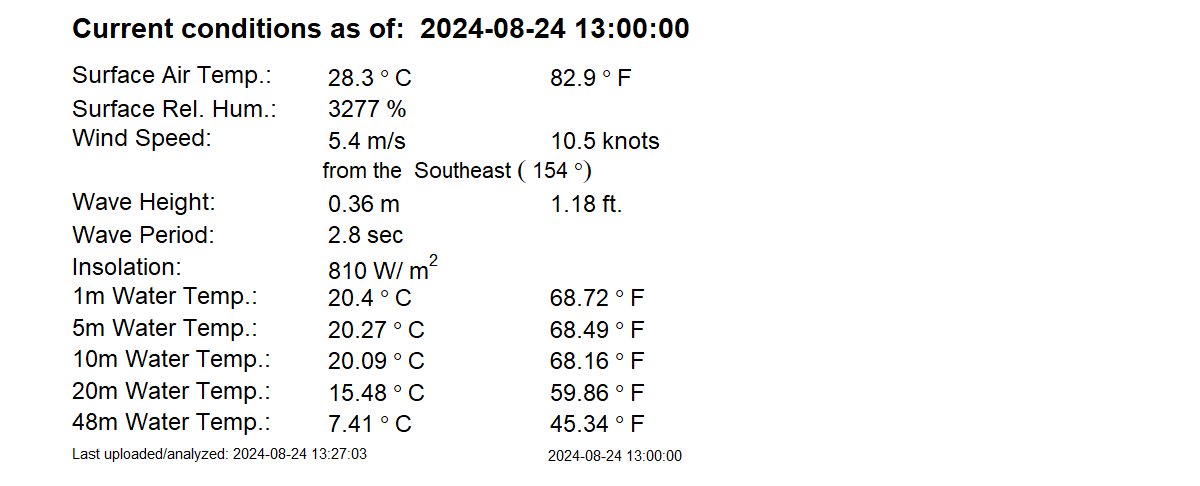 Current conditions as of:  2024-08-24 13:00:00
Surface Air Temp.: 28.3 ° C 82.9 ° F
Surface Rel. Hum.: 3277 %
Wind Speed: 5.4 m/s 10.5 knots
from the  Southeast ( 154 °)
Wave Height: 0.36 m 1.18 ft.
Wave Period: 2.8 sec
Insolation: 810 W/ m²
1m Water Temp.: 20.4 ° C 68.72 ° F
5m Water Temp.: 20.27 ° C 68.49 ° F
10m Water Temp.: 20.09 ° C 68.16 ° F
20m Water Temp.: 15.48 ° C 59.86 ° F
48m Water Temp.: 7.41 ° C 45.34 ° F
Last uploaded/analyzed: 2024-08-24 13:27:03 2024-08-24 13:00:00